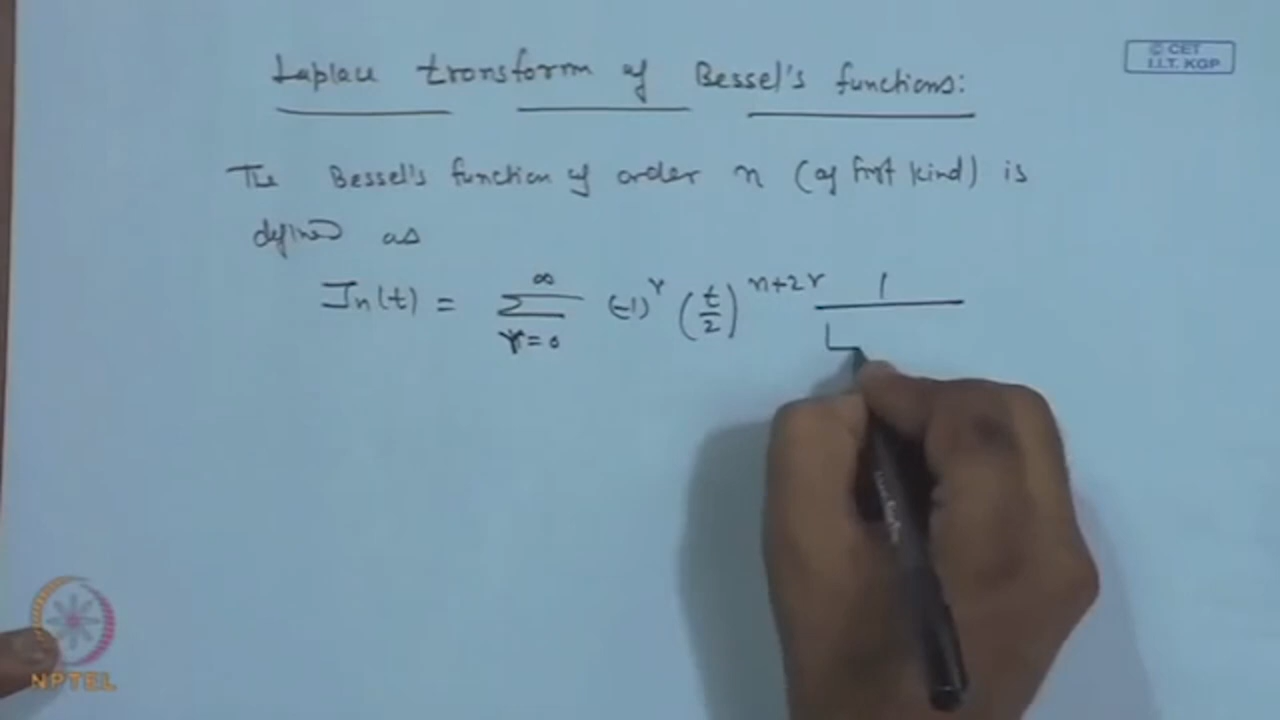 © CET
I.I.T. KGP
Laplace transform of Bessel's functions:
The Bessel's function of order n (of first kind) is
defined as
Jn(t) = ∑_{r=0}^{∞} (-1)^r (t/2)^{n+2r} 1/L
NPTEL